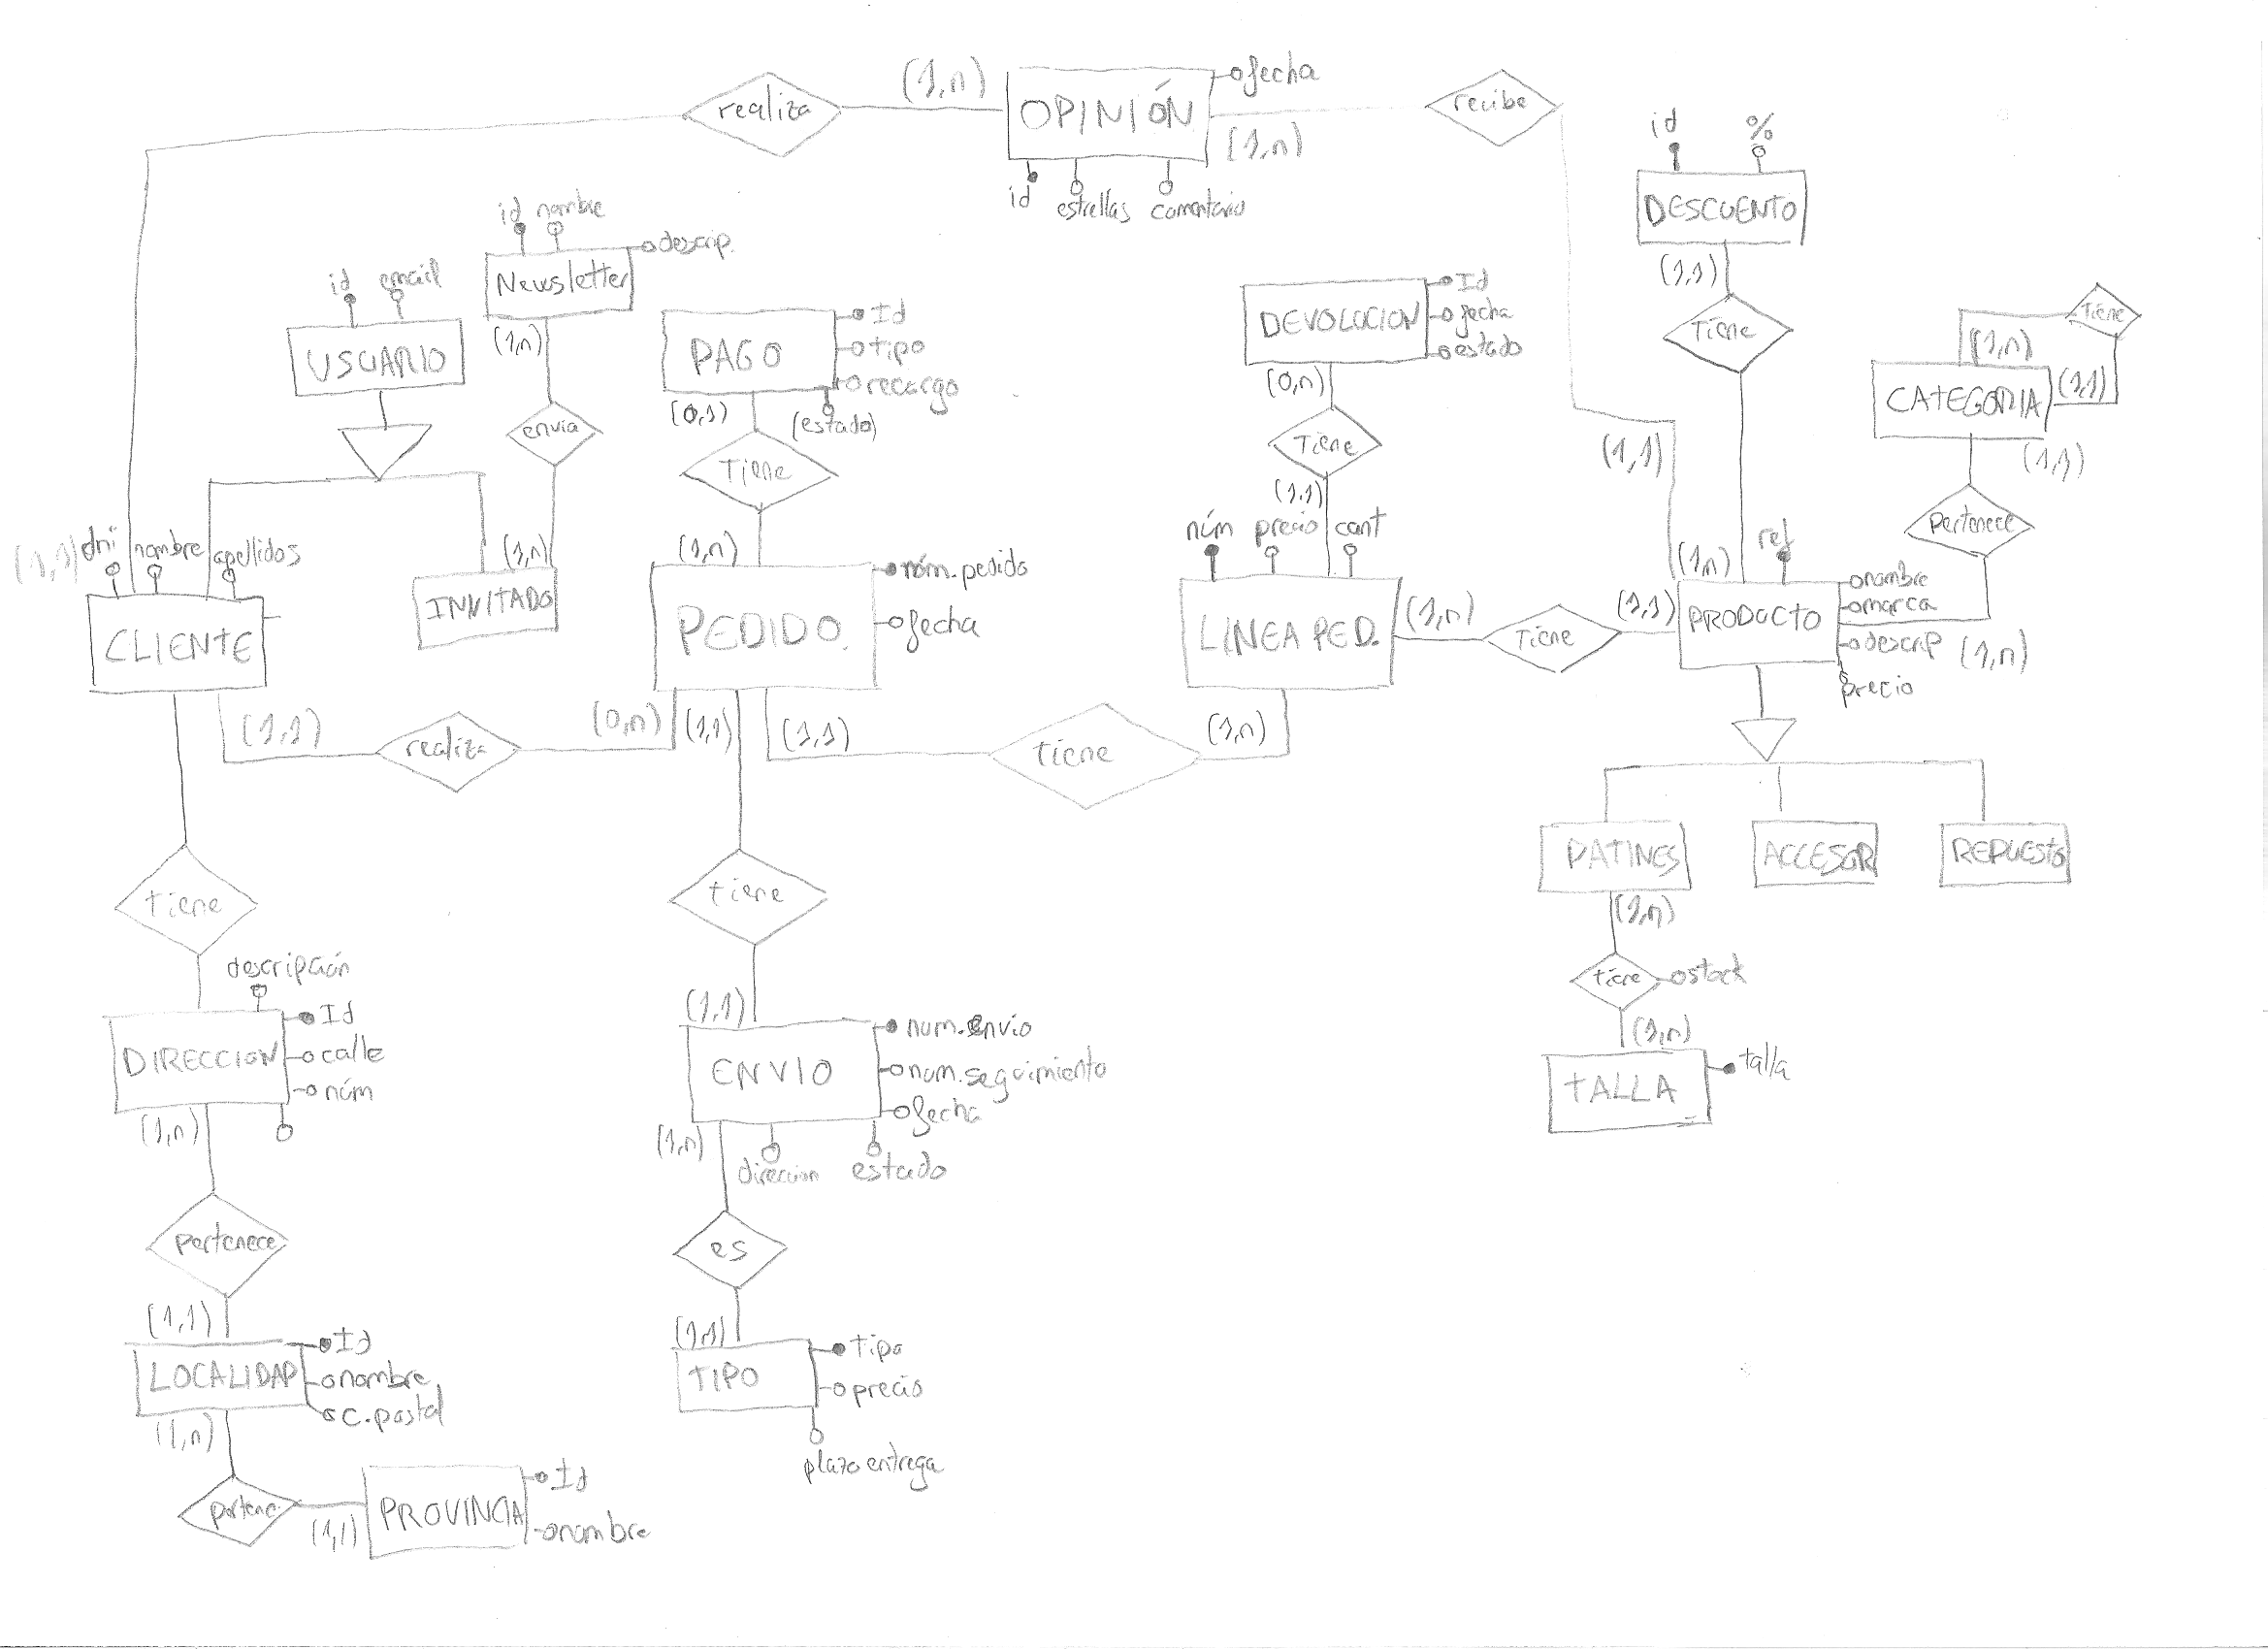 (1,n)
fecha
realiza
OPINIÓN
recibe
(1,n)
id
estrellas
comentario
id
%
DESCUENTO
(1,1)
Tiene
id
nombre
descrip.
Newsletter
(1,n)
envia
(1,n)
id
email
USUARIO
INVITADO
Id
tipo
recargo
(estado)
PAGO
(0,1)
Tiene
(1,n)
Id
fecha
estado
DEVOLUCION
(0,n)
Tiene
(1,1)
Tiene
(1,n)
CATEGORIA
(1,1)
(1,1)
Pertenece
(1,n)
(1,1)
dni
nombre
apellidos
CLIENTE
(1,1)
realiza
(0,n)
núm.pedido
fecha
PEDIDO.
(1,1)
(1,1)
tiene
(1,n)
núm
precio
cant
LINEA PED.
(1,n)
Tiene
(1,1)
(1,1)
(1,n)
ref
nombre
marca
descrip
precio
PRODUCTO
PATINES
ACCESOR
REPUESTO
(1,n)
tiene
stock
(1,n)
TALLA
talla
tiene
descripción
Id
calle
núm
DIRECCION
(1,n)
pertenece
(1,1)
Id
nombre
c.postal
LOCALIDAD
(1,n)
pertene.
(1,1)
PROVINCIA
Id
nombre
tiene
(1,1)
num.envio
num.seguimiento
fecha
ENVIO
direccion
estado
(1,n)
es
(1,1)
TIPO
tipo
precio
plazo entrega